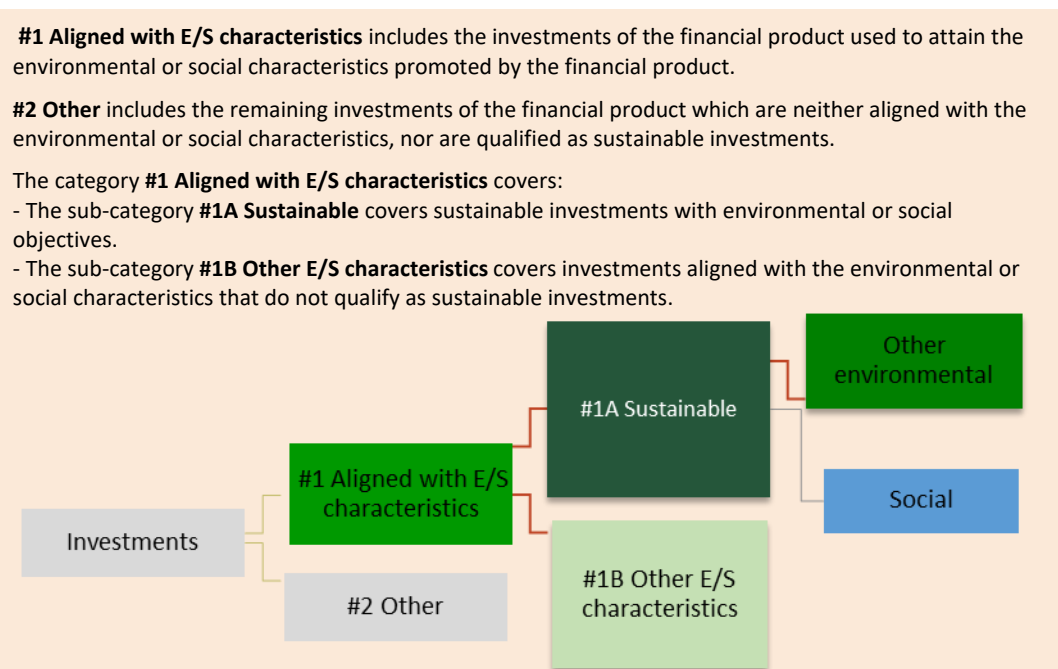 #1 Aligned with E/S characteristics includes the investments of the financial product used to attain the
environmental or social characteristics promoted by the financial product.
#2 Other includes the remaining investments of the financial product which are neither aligned with the
environmental or social characteristics, nor are qualified as sustainable investments.
The category #1 Aligned with E/S characteristics covers:
- The sub-category #1A Sustainable covers sustainable investments with environmental or social
objectives.
- The sub-category #1B Other E/S characteristics covers investments aligned with the environmental or
social characteristics that do not qualify as sustainable investments.
Investments
#1 Aligned with E/S
characteristics
#2 Other
#1A Sustainable
#1B Other E/S
characteristics
Other
environmental
Social